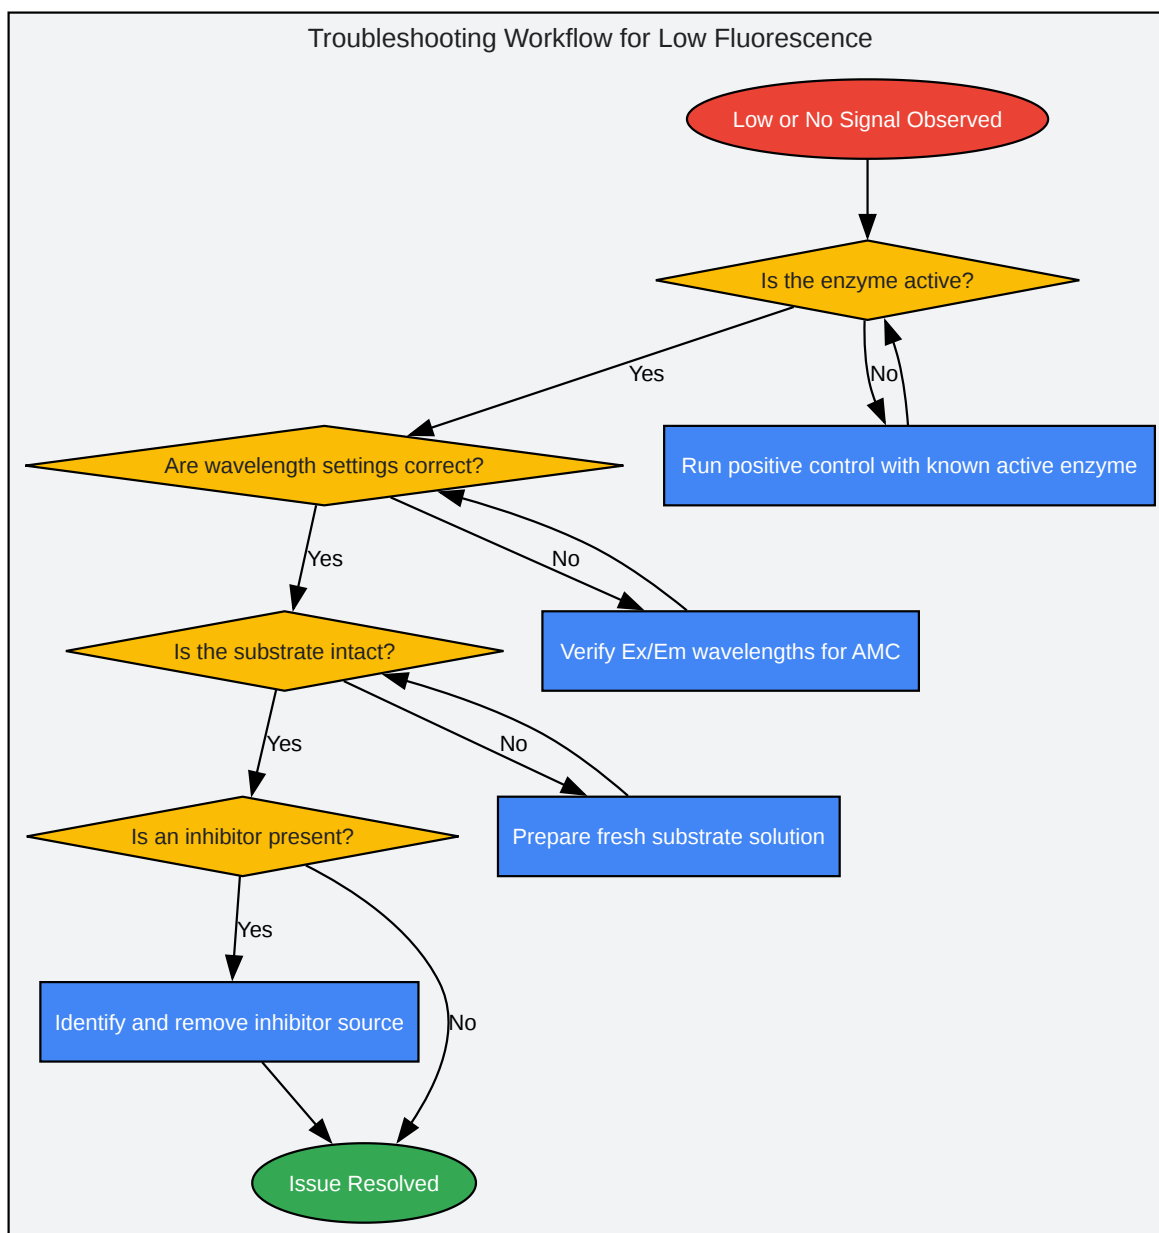 Troubleshooting Workflow for Low Fluorescence
Low or No Signal Observed
Is the enzyme active?
Yes
No
Are wavelength settings correct?
Run positive control with known active enzyme
Yes
No
Is the substrate intact?
Verify Ex/Em wavelengths for AMC
Yes
No
Is an inhibitor present?
Prepare fresh substrate solution
Yes
Identify and remove inhibitor source
No
Issue Resolved